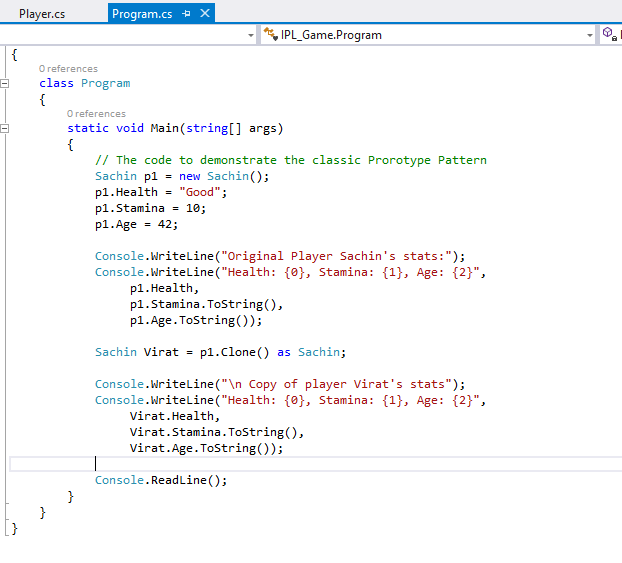 Player.cs Program.cs
IPL_Game.Program
{
0 references
class Program
{
0 references
static void Main(string[] args)
{
// The code to demonstrate the classic Prorotype Pattern
Sachin p1 = new Sachin();
p1.Health = "Good";
p1.Stamina = 10;
p1.Age = 42;
Console.WriteLine("Original Player Sachin's stats:");
Console.WriteLine("Health: {0}, Stamina: {1}, Age: {2}",
p1.Health,
p1.Stamina.ToString(),
p1.Age.ToString());
Sachin Virat = p1.Clone() as Sachin;
Console.WriteLine("\n Copy of player Virat's stats");
Console.WriteLine("Health: {0}, Stamina: {1}, Age: {2}",
Virat.Health,
Virat.Stamina.ToString(),
Virat.Age.ToString());
Console.ReadLine();
}
}
}